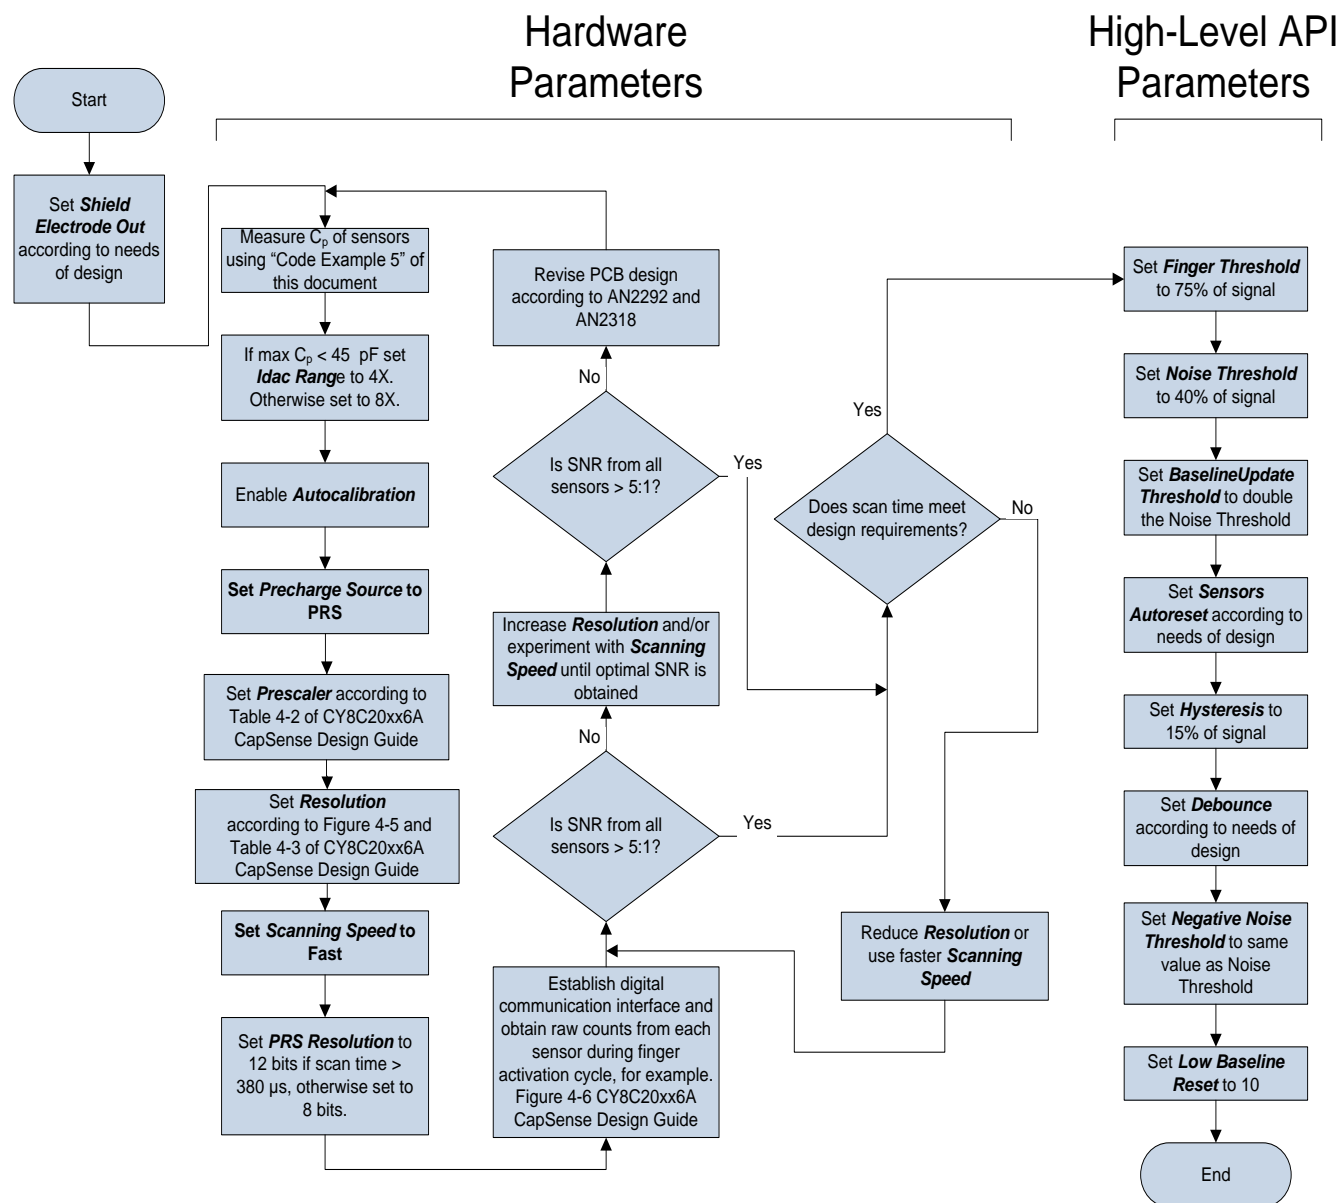 Hardware
Parameters
High-Level API
Parameters
Start
Set Shield
Electrode Out
according to needs
of design
Measure Cp of sensors
using “Code Example 5” of
this document
If max Cp < 45 pF set
Idac Range to 4X.
Otherwise set to 8X.
Enable Autocalibration
Set Precharge Source to
PRS
Set Prescaler according to
Table 4-2 of CY8C20xx6A
CapSense Design Guide
Set Resolution
according to Figure 4-5 and
Table 4-3 of CY8C20xx6A
CapSense Design Guide
Set Scanning Speed to
Fast
Set PRS Resolution to
12 bits if scan time >
380 µs, otherwise set to
8 bits.
Establish digital
communication interface and
obtain raw counts from each
sensor during finger
activation cycle, for example.
Figure 4-6 CY8C20xx6A
CapSense Design Guide
Is SNR from all
sensors > 5:1?
Yes
No
Increase Resolution and/or
experiment with Scanning
Speed until optimal SNR is
obtained
Is SNR from all
sensors > 5:1?
Yes
No
Revise PCB design
according to AN2292 and
AN2318
Does scan time meet
design requirements?
Yes
No
Reduce Resolution or
use faster Scanning
Speed
Set Finger Threshold
to 75% of signal
Set Noise Threshold
to 40% of signal
Set BaselineUpdate
Threshold to double
the Noise Threshold
Set Sensors
Autoreset according to
needs of design
Set Hysteresis to
15% of signal
Set Debounce
according to needs of
design
Set Negative Noise
Threshold to same
value as Noise
Threshold
Set Low Baseline
Reset to 10
End